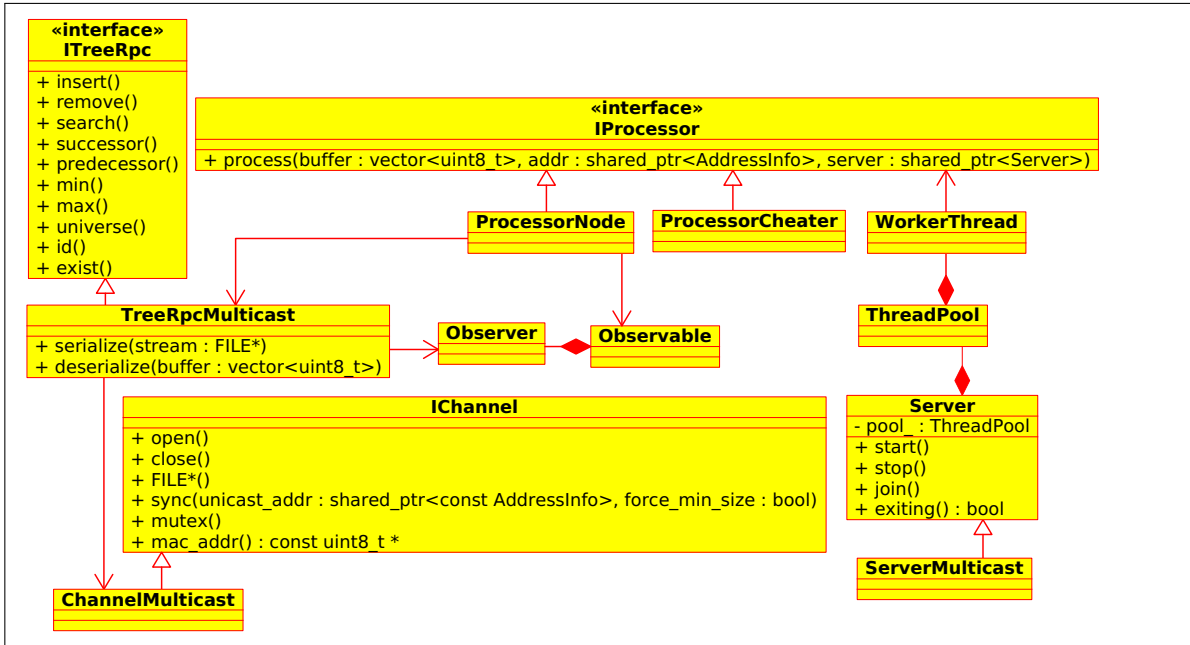 «interface»
ITreeRpc
+ insert()
+ remove()
+ search()
+ successor()
+ predecessor()
+ min()
+ max()
+ universe()
+ id()
+ exist()
«interface»
IProcessor
+ process(buffer : vector<uint8_t>, addr : shared_ptr<AddressInfo>, server : shared_ptr<Server>)
ProcessorNode
ProcessorCheater
WorkerThread
TreeRpcMulticast
+ serialize(stream : FILE*)
+ deserialize(buffer : vector<uint8_t>)
Observer
Observable
ThreadPool
IChannel
+ open()
+ close()
+ FILE*()
+ sync(unicast_addr : shared_ptr<const AddressInfo>, force_min_size : bool)
+ mutex()
+ mac_addr() : const uint8_t *
Server
- pool_ : ThreadPool
+ start()
+ stop()
+ join()
+ exiting() : bool
ServerMulticast
ChannelMulticast